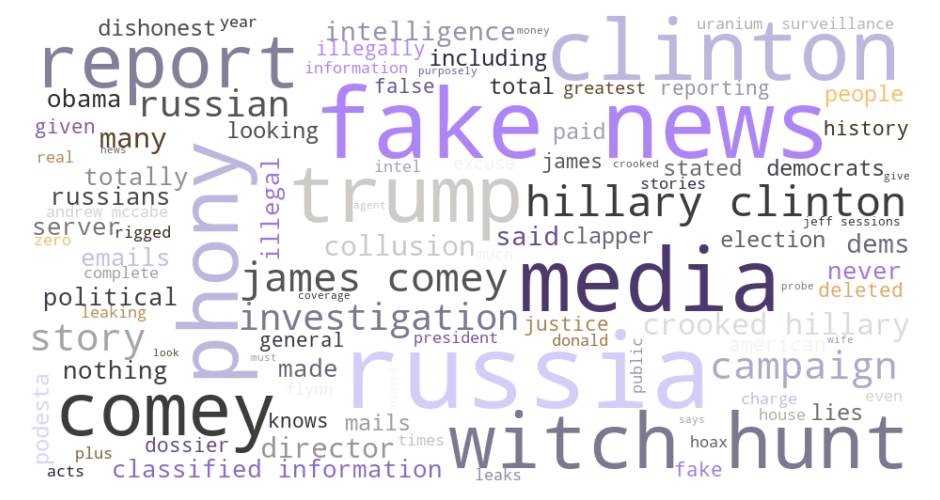 dishonest year
intelligence money
clinton
uranium surveillance
report
illegally
including
information purposely
false
total greatest reporting
people
obama
russian
fake news
given
many
looking
paid
history
real
news
intel
excuse
james
crooked
stated
democrats
give
totally
phony
illegal
trump
stories
russians
agent
hillary clinton
andrew mccabe
jeff sessions
server
rigged
said
clapper
election
dems
zero
collusion
much
emails
complete
james comey
media
never
coverage
probe
deleted
political
leaking
investigation
justice
crooked hillary
story
general
president
donald
american
wife
look
must
russia
public
campaign
nothing
made
flynn
biased
podesta
comey
charge
even
knows
mails
says
house
lies
witch hunt
dossier
director
times
hoax
plus
acts
classified information
leaks
fake